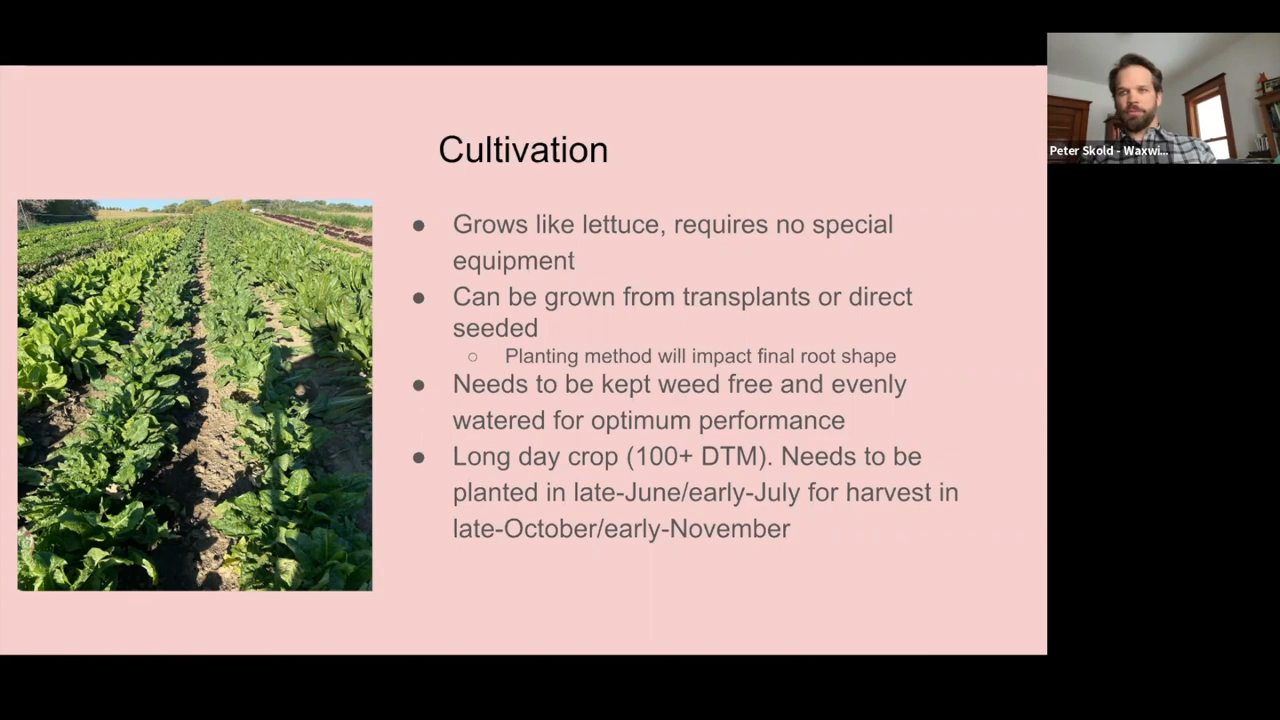 Cultivation
● Grows like lettuce, requires no special
equipment
● Can be grown from transplants or direct
seeded
○ Planting method will impact final root shape
● Needs to be kept weed free and evenly
watered for optimum performance
● Long day crop (100+ DTM). Needs to be
planted in late-June/early-July for harvest in
late-October/early-November
Peter Skold - Waxwi...